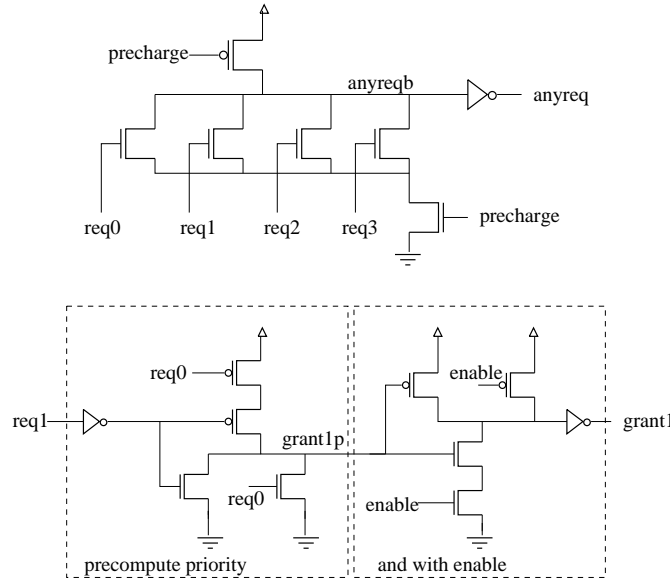 precharge
anyreqb
anyreq
req0
req1
req2
req3
precharge
req0
enable
req1
grant1p
grant1
req0
enable
precompute priority
and with enable